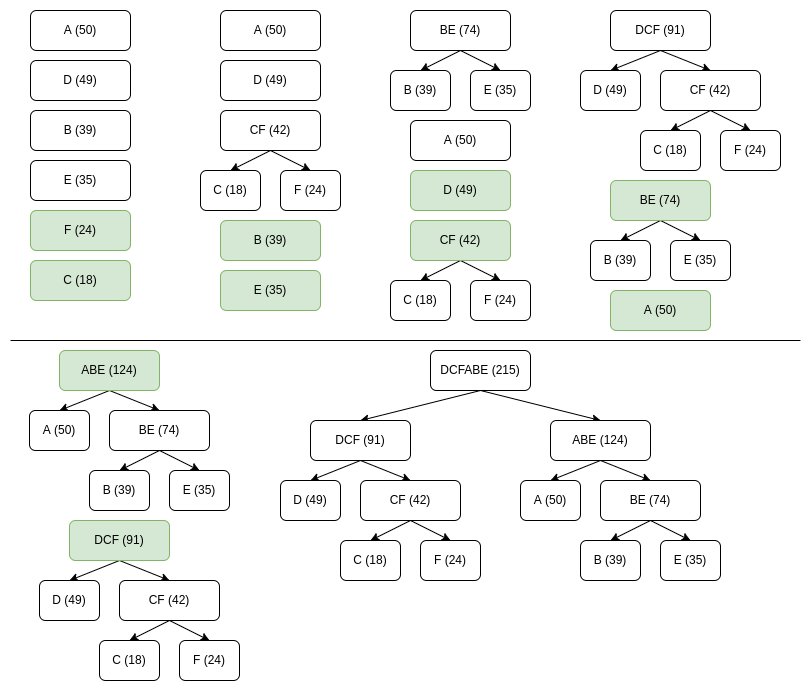 A (50)
D (49)
B (39)
E (35)
F (24)
C (18)
A (50)
D (49)
CF (42)
C (18) F (24)
B (39)
E (35)
BE (74)
B (39) E (35)
A (50)
D (49)
CF (42)
C (18) F (24)
DCF (91)
D (49) CF (42)
C (18) F (24)
BE (74)
B (39) E (35)
A (50)
ABE (124)
A (50) BE (74)
B (39) E (35)
DCF (91)
D (49) CF (42)
C (18) F (24)
DCFABE (215)
DCF (91) ABE (124)
D (49) CF (42) A (50) BE (74)
C (18) F (24) B (39) E (35)